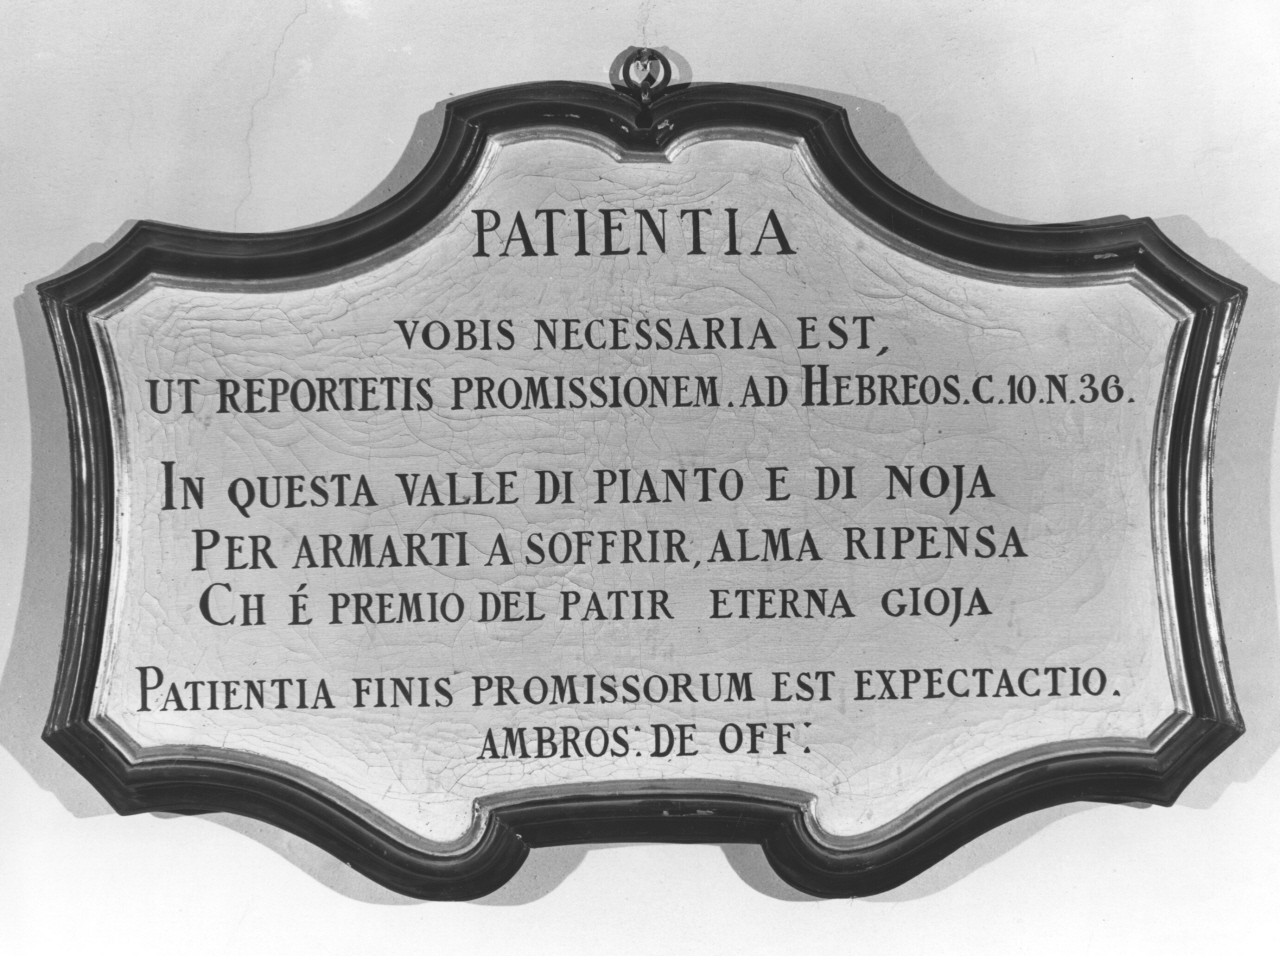 PATIENTIA
VOBIS NECESSARIA EST,
UT REPORTETIS PROMISSIONEM. AD HEBREOS. C. 10. N. 36.
IN QUESTA VALLE DI PIANTO E DI NOJA
PER ARMARTI A SOFFRIR, ALMA RIPENSA
CH É PREMIO DEL PATIR ETERNA GIOJA
PATIENTIA FINIS PROMISSORUM EST EXPECTACTIO.
AMBROS: DE OFF: